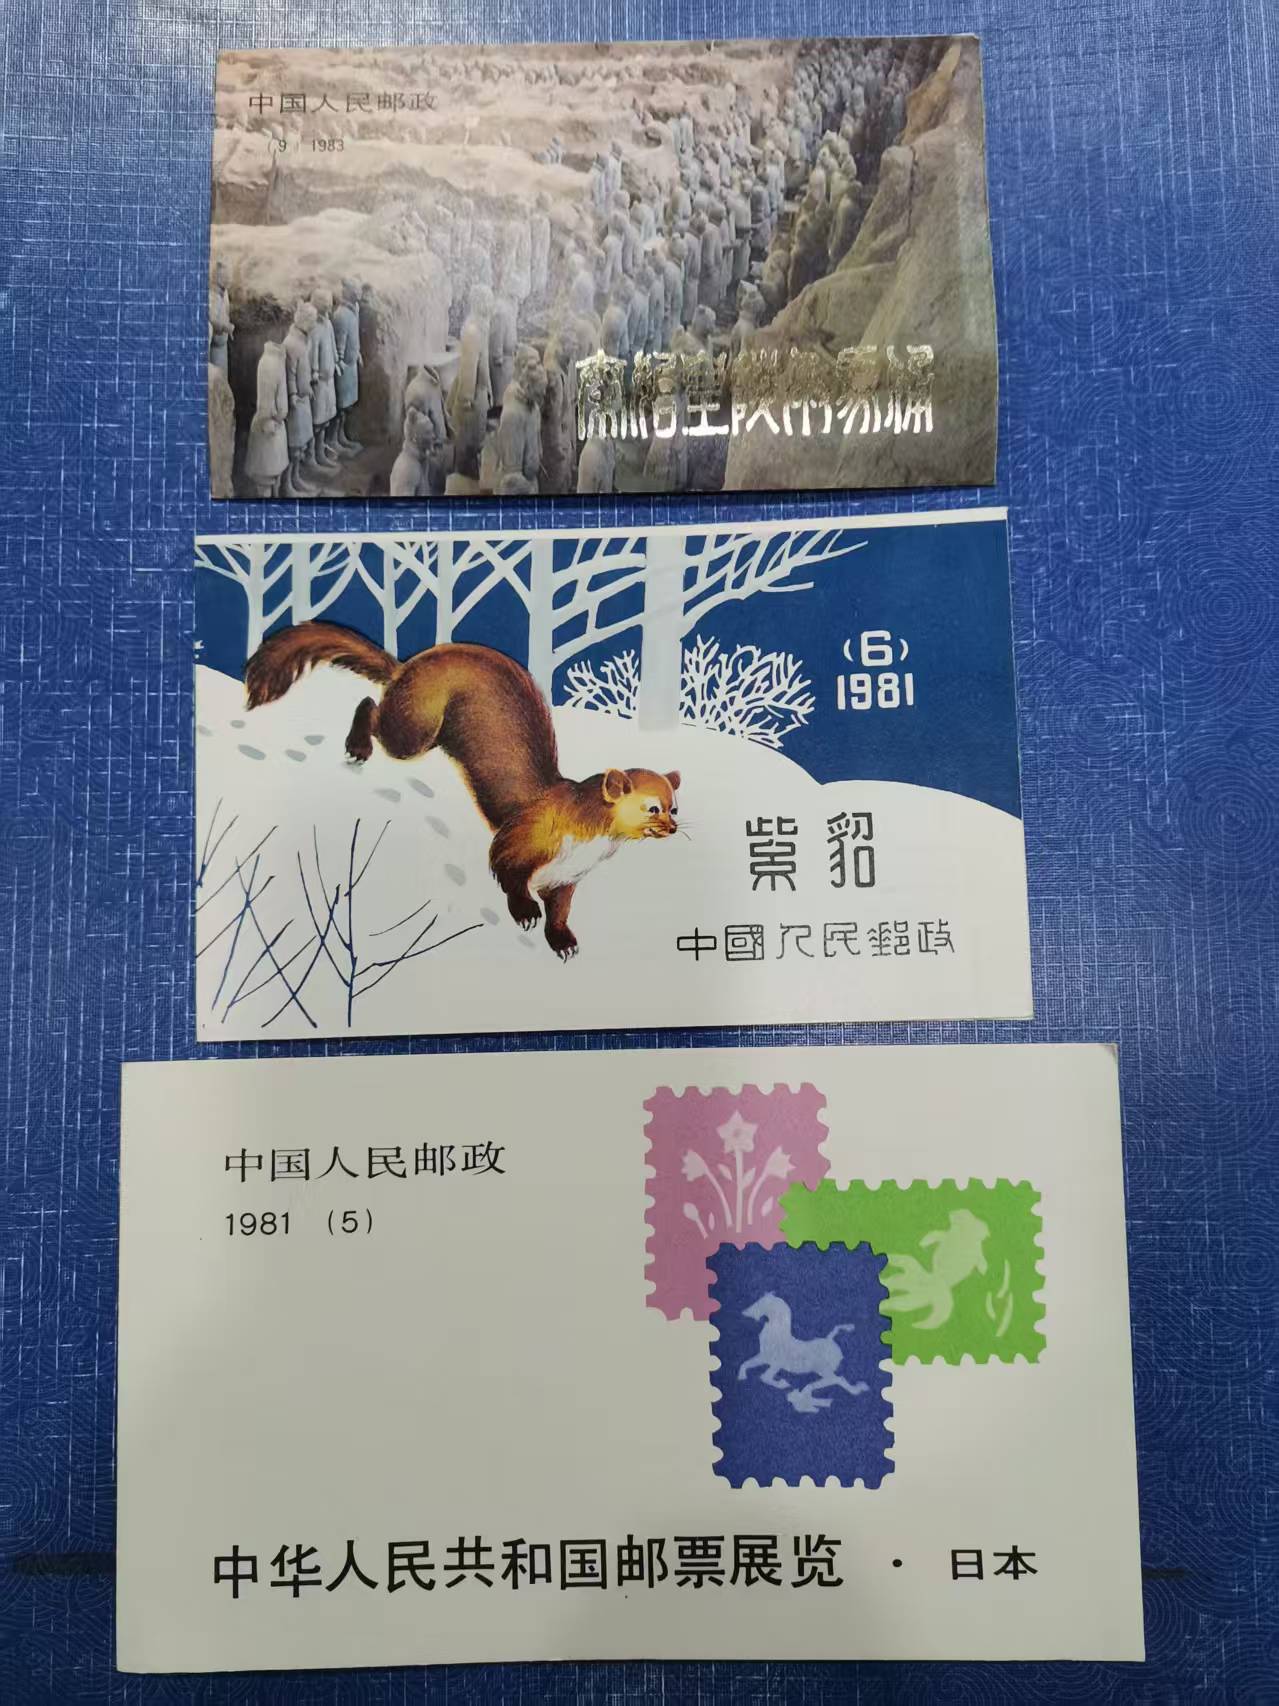 中国人民邮政
（9）1983
秦始皇陵兵马俑
（6）
1981
紫貂
中國人民郵政
中国人民邮政
1981 （5）
中华人民共和国邮票展览・日本